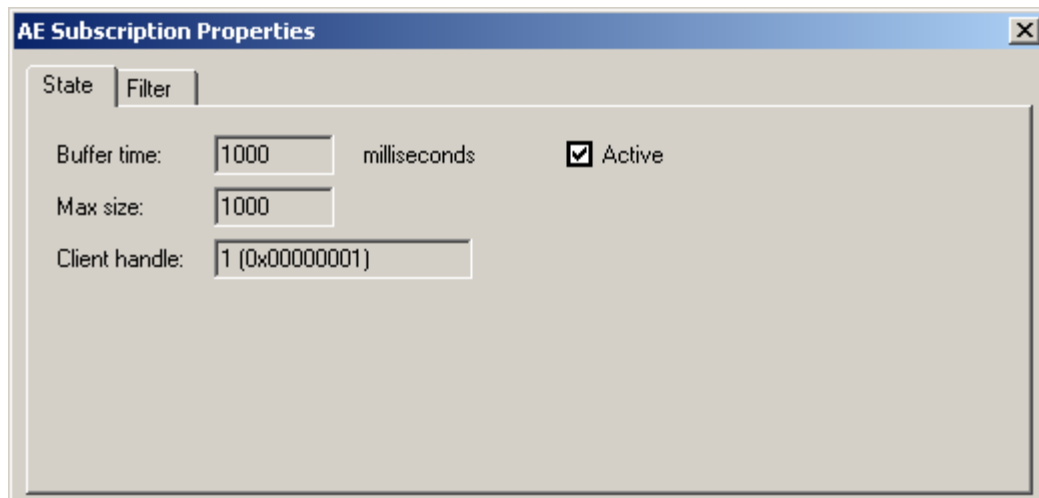 AE Subscription Properties
State Filter
Buffer time: 1000 milliseconds Active
Max size: 1000
Client handle: 1 (0x00000001)